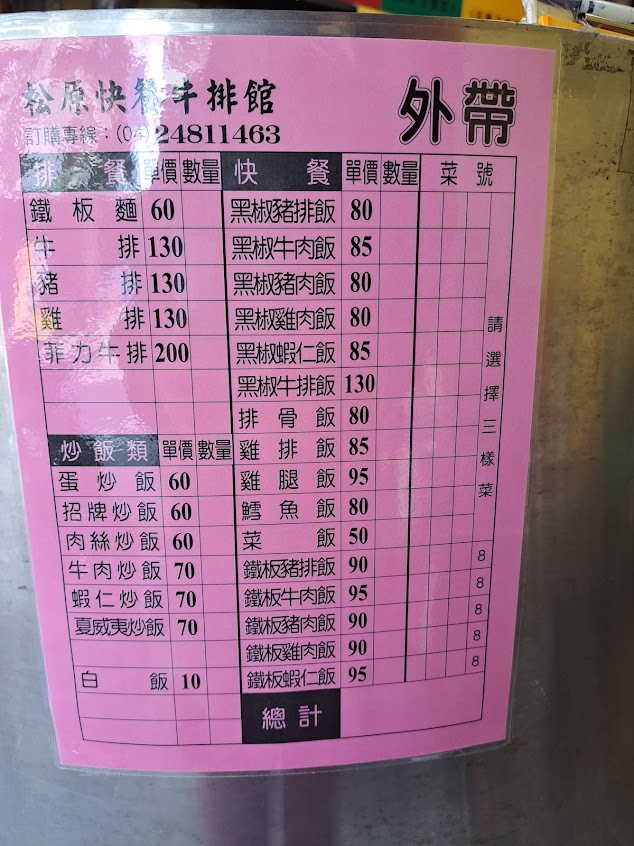 松原快餐牛排館
外帶
訂購專線：(04)24811463
排餐 單價 數量 快餐 單價 數量 菜號
鐵板麵 60 黑椒豬排飯 80
牛排 130 黑椒牛肉飯 85
豬排 130 黑椒豬肉飯 80
雞排 130 黑椒雞肉飯 80
菲力牛排 200 黑椒蝦仁飯 85
黑椒牛排飯 130
排骨飯 80
炒飯類 單價 數量 雞排飯 85
蛋炒飯 60 雞腿飯 95
招牌炒飯 60 鱈魚飯 80
肉絲炒飯 60 菜飯 50
牛肉炒飯 70 鐵板豬排飯 90 8
蝦仁炒飯 70 鐵板牛肉飯 95 8
夏威夷炒飯 70 鐵板豬肉飯 90 8
鐵板雞肉飯 90 8
白飯 10 鐵板蝦仁飯 95 8
總計
請選擇三樣菜